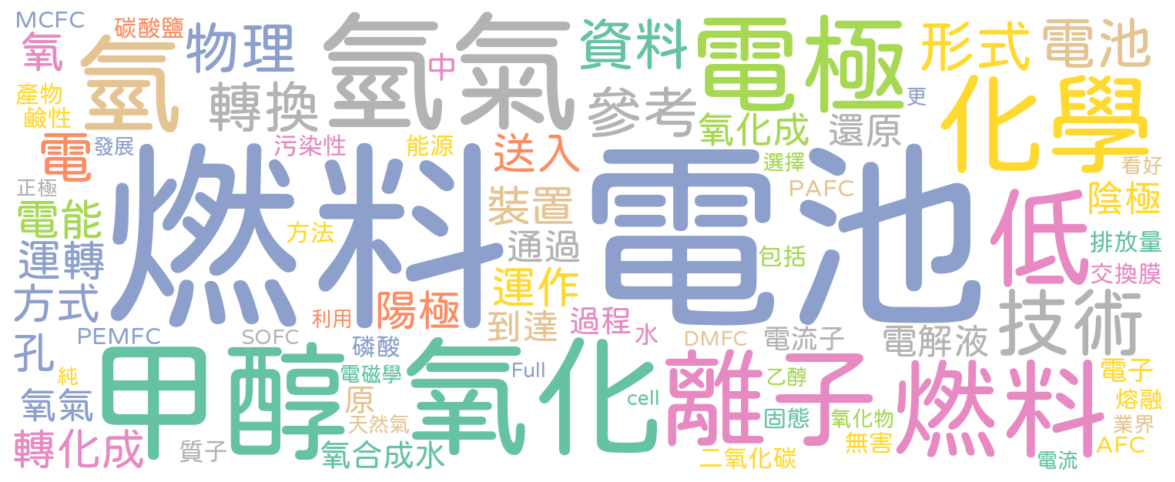 MCFC
碳酸鹽
氧
氫
物理
氫氣
中
資料
電極
形式
電池
產物
鹼性
轉換
參考
更
化學
氧化成
還原
電
發展
污染性
能源
送入
選擇
看好
燃料電池
正極
電能
裝置
PAFC
低
陰極
方法
運轉
通過
包括
排放量
方式
運作
交換膜
陽極
利用
到達
過程
技術
PEMFC
SOFC
水
DMFC
電流子
電解液
孔
磷酸
甲醇
氧化
離子
燃料
純
電磁學
Full
乙醇
電子
氧氣
原
cell
熔融
天然氣
固態
氧化物
業界
轉化成
質子
氧合成水
無害
AFC
二氧化碳
電流